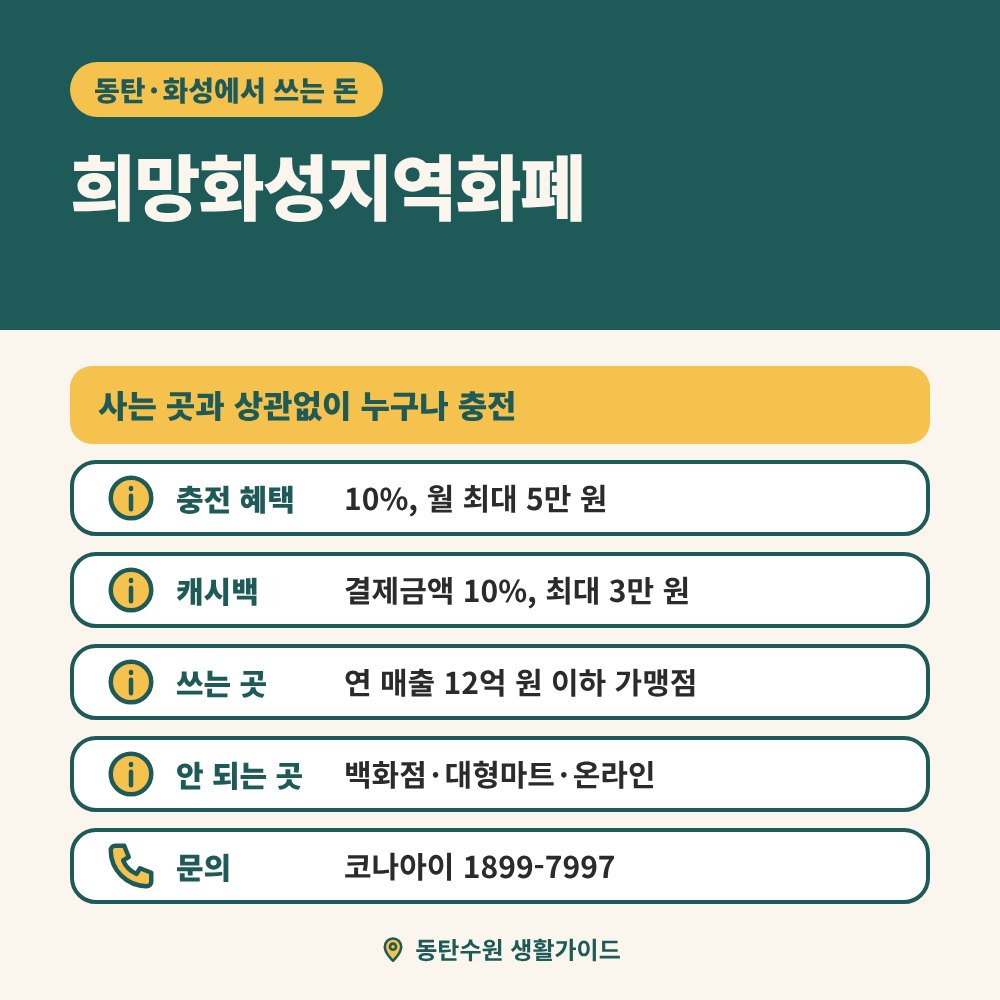 동탄·화성에서 쓰는 돈
희망화성지역화폐
사는 곳과 상관없이 누구나 충전
충전 혜택 10%, 월 최대 5만 원
캐시백 결제금액 10%, 최대 3만 원
쓰는 곳 연 매출 12억 원 이하 가맹점
안 되는 곳 백화점·대형마트·온라인
문의 코나아이 1899-7997
동탄수원 생활가이드